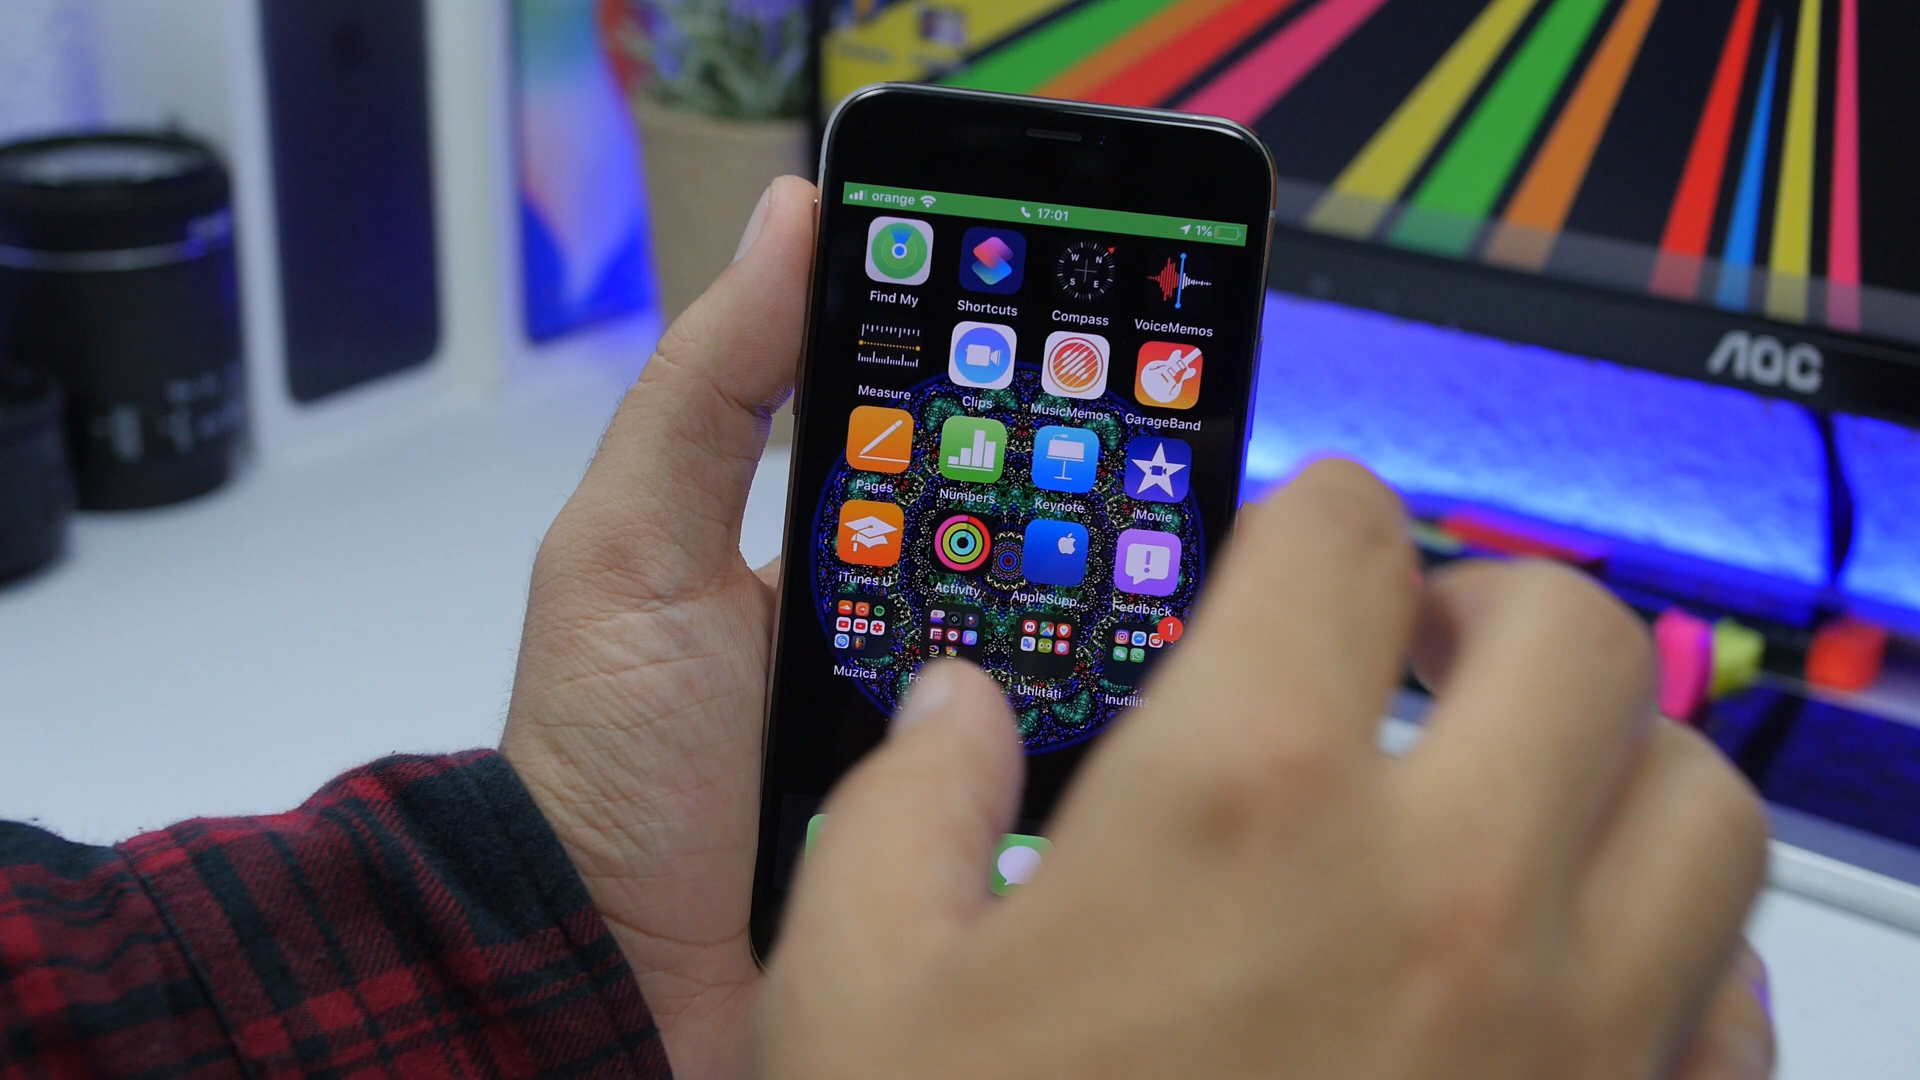 orange 17:01 1%
Find My Shortcuts Compass VoiceMemos
Measure Clips MusicMemos GarageBand
Pages Numbers Keynote iMovie
iTunes U Activity AppleSupp... Feedback
1
Muzică Utilități
W N
S E
AOC